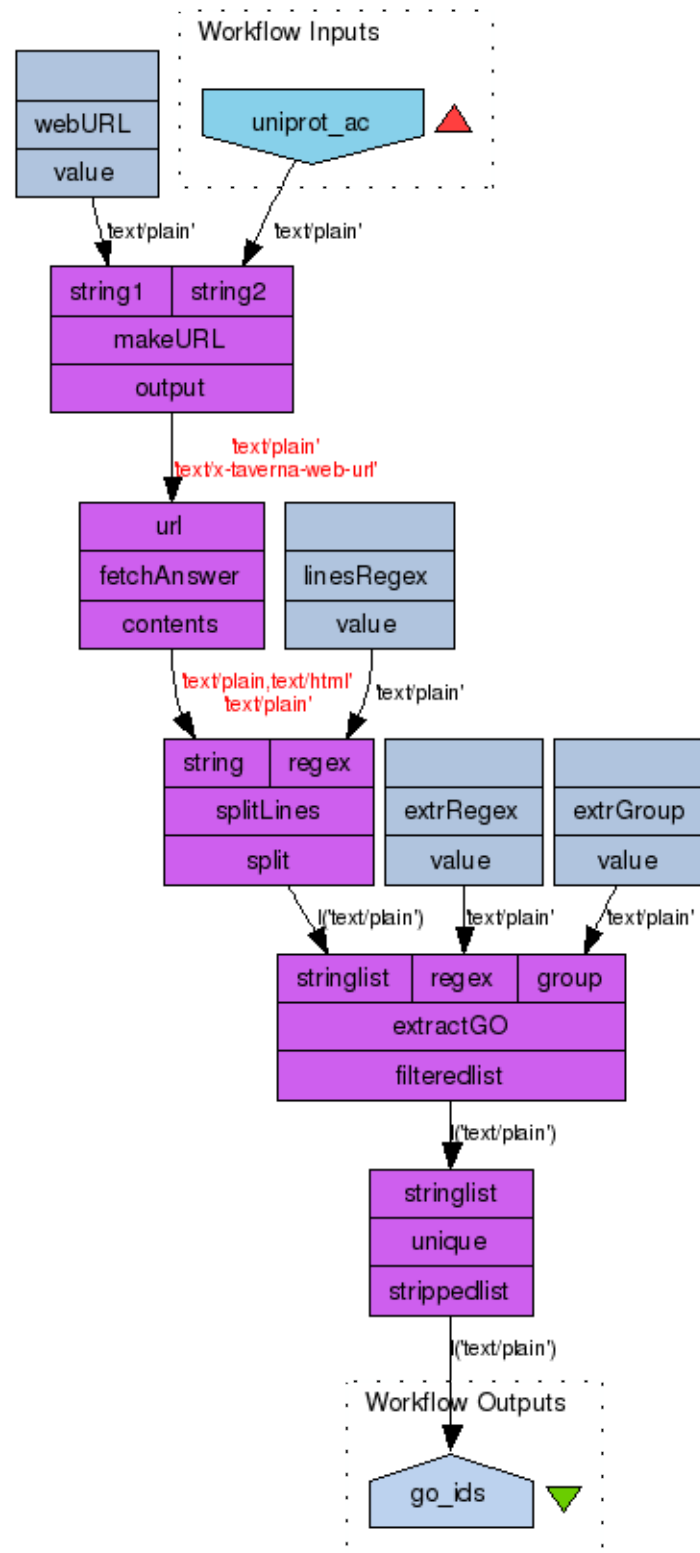 Workflow Inputs
webURL
value
uniprot_ac
'text/plain'
'text/plain'
string1
string2
makeURL
output
'text/plain'
'text/x-taverna-web-url'
url
fetchAnswer
contents
linesRegex
value
'text/plain,text/html'
'text/plain'
'text/plain'
string
regex
splitLines
split
extrRegex
value
extrGroup
value
l('text/plain')
'text/plain'
'text/plain'
stringlist
regex
group
extractGO
filteredlist
l('text/plain')
stringlist
unique
strippedlist
l('text/plain')
Workflow Outputs
go_ids